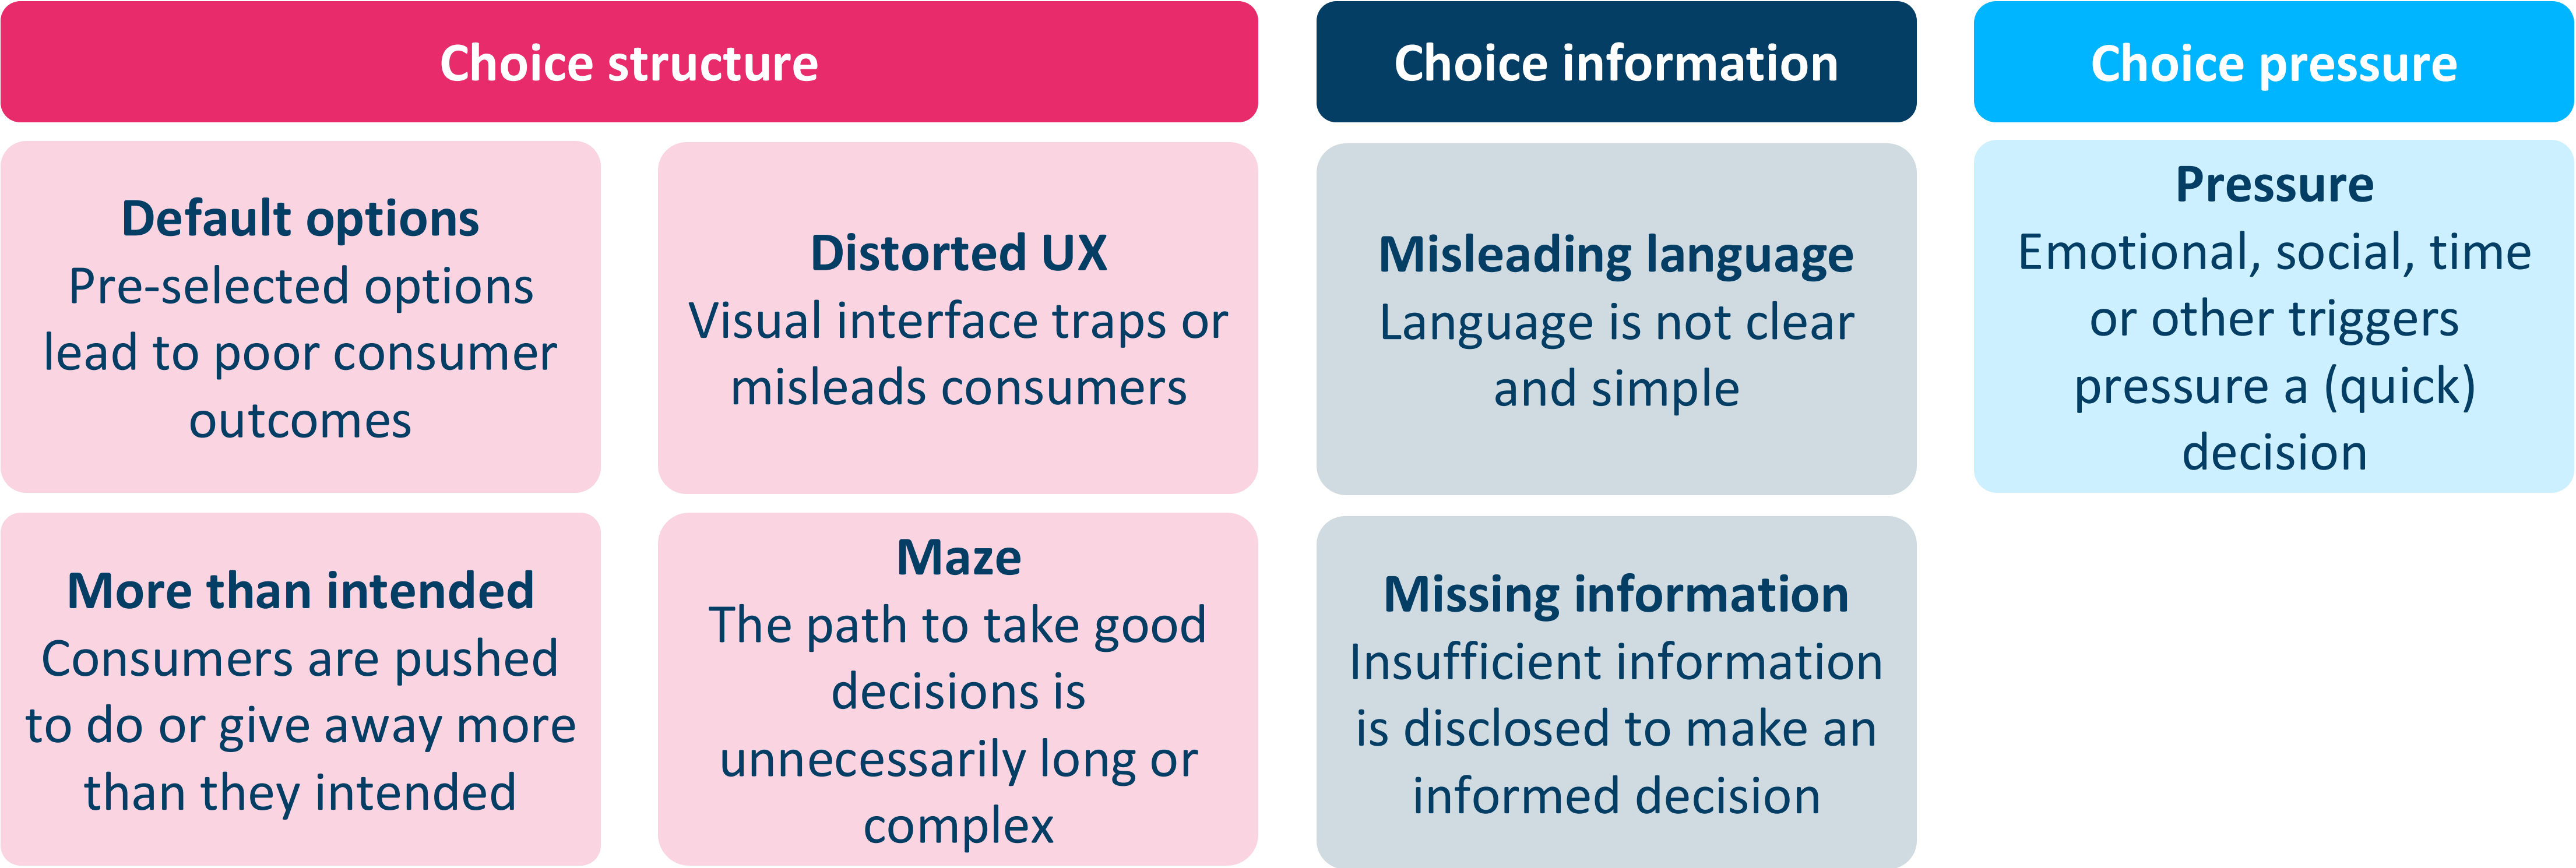 Choice structure
Default options
Pre-selected options
lead to poor consumer
outcomes
Distorted UX
Visual interface traps or
misleads consumers
More than intended
Consumers are pushed
to do or give away more
than they intended
Maze
The path to take good
decisions is
unnecessarily long or
complex
Choice information
Misleading language
Language is not clear
and simple
Missing information
Insufficient information
is disclosed to make an
informed decision
Choice pressure
Pressure
Emotional, social, time
or other triggers
pressure a (quick)
decision